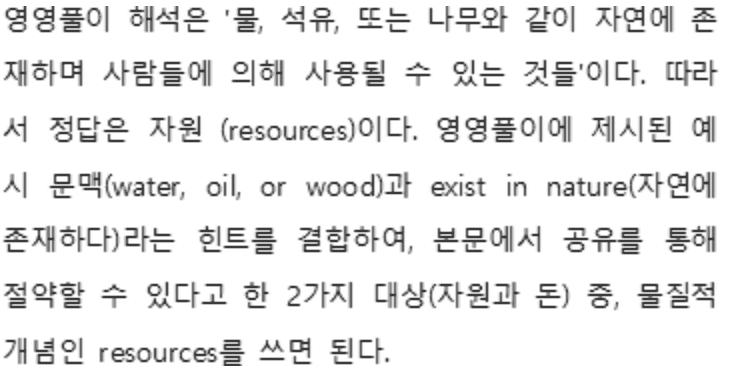 영영풀이 해석은 '물, 석유, 또는 나무와 같이 자연에 존
재하며 사람들에 의해 사용될 수 있는 것들'이다. 따라
서 정답은 자원 (resources)이다. 영영풀이에 제시된 예
시 문맥(water, oil, or wood)과 exist in nature(자연에
존재하다)라는 힌트를 결합하여, 본문에서 공유를 통해
절약할 수 있다고 한 2가지 대상(자원과 돈) 중, 물질적
개념인 resources를 쓰면 된다.